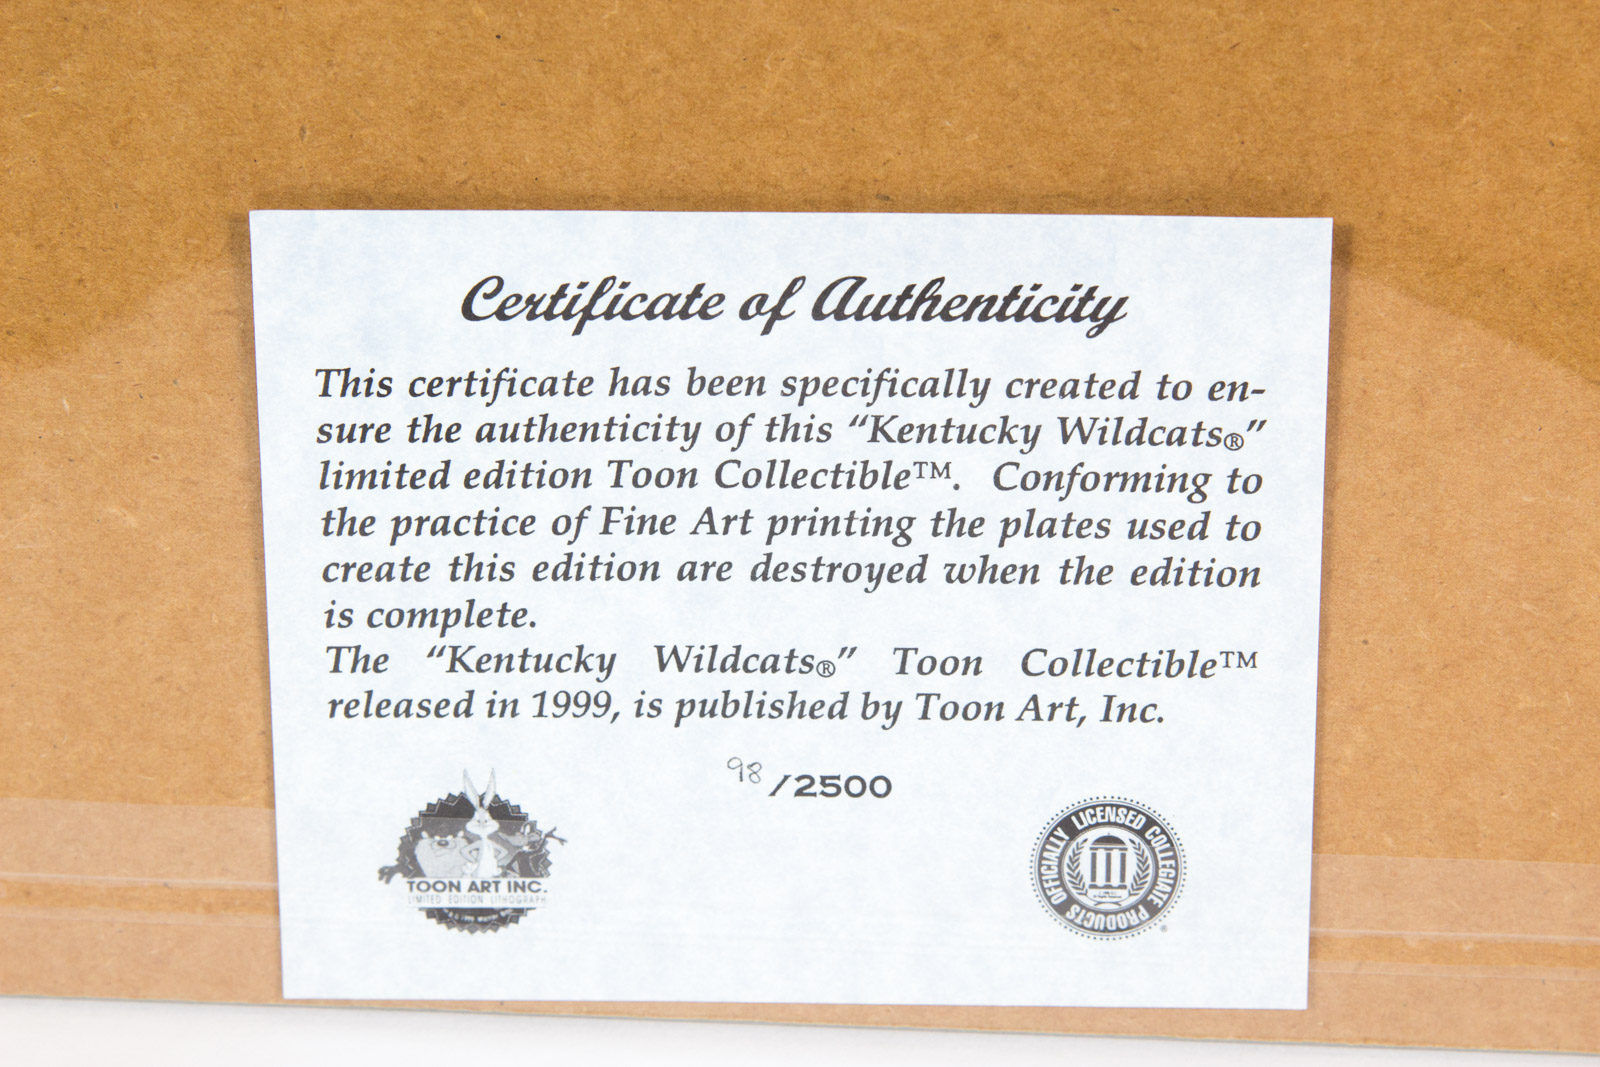 Certificate of Authenticity
This certificate has been specifically created to en-
sure the authenticity of this “Kentucky Wildcats®”
limited edition Toon Collectible™. Conforming to
the practice of Fine Art printing the plates used to
create this edition are destroyed when the edition
is complete.
The “Kentucky Wildcats®” Toon Collectible™
released in 1999, is published by Toon Art, Inc.
98/2500
TOON ART INC.
LIMITED EDITION LITHOGRAPH
OFFICIALLY LICENSED COLLEGIATE PRODUCTS
®